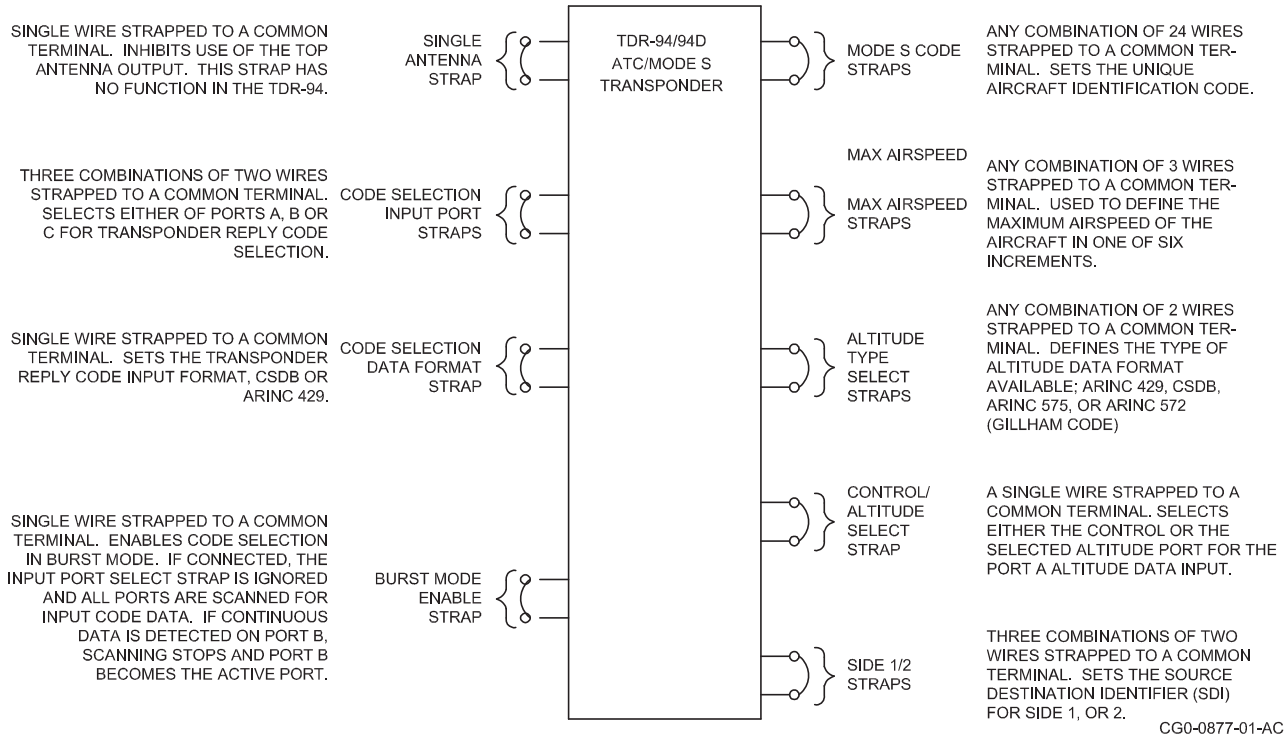 SINGLE WIRE STRAPPED TO A COMMON
TERMINAL. INHIBITS USE OF THE TOP
ANTENNA OUTPUT. THIS STRAP HAS
NO FUNCTION IN THE TDR-94.
SINGLE
ANTENNA
STRAP
TDR-94/94D
ATC/MODE S
TRANSPONDER
MODE S CODE
STRAPS
ANY COMBINATION OF 24 WIRES
STRAPPED TO A COMMON TER-
MINAL. SETS THE UNIQUE
AIRCRAFT IDENTIFICATION CODE.
THREE COMBINATIONS OF TWO WIRES
STRAPPED TO A COMMON TERMINAL.
SELECTS EITHER OF PORTS A, B OR
C FOR TRANSPONDER REPLY CODE
SELECTION.
CODE SELECTION
INPUT PORT
STRAPS
MAX AIRSPEED
MAX AIRSPEED
STRAPS
ANY COMBINATION OF 3 WIRES
STRAPPED TO A COMMON TER-
MINAL. USED TO DEFINE THE
MAXIMUM AIRSPEED OF THE
AIRCRAFT IN ONE OF SIX
INCREMENTS.
SINGLE WIRE STRAPPED TO A COMMON
TERMINAL. SETS THE TRANSPONDER
REPLY CODE INPUT FORMAT, CSDB OR
ARINC 429.
CODE SELECTION
DATA FORMAT
STRAP
ALTITUDE
TYPE
SELECT
STRAPS
ANY COMBINATION OF 2 WIRES
STRAPPED TO A COMMON TER-
MINAL. DEFINES THE TYPE OF
ALTITUDE DATA FORMAT
AVAILABLE; ARINC 429, CSDB,
ARINC 575, OR ARINC 572
(GILLHAM CODE)
SINGLE WIRE STRAPPED TO A COMMON
TERMINAL. ENABLES CODE SELECTION
IN BURST MODE. IF CONNECTED, THE
INPUT PORT SELECT STRAP IS IGNORED
AND ALL PORTS ARE SCANNED FOR
INPUT CODE DATA. IF CONTINUOUS
DATA IS DETECTED ON PORT B,
SCANNING STOPS AND PORT B
BECOMES THE ACTIVE PORT.
BURST MODE
ENABLE
STRAP
CONTROL/
ALTITUDE
SELECT
STRAP
A SINGLE WIRE STRAPPED TO A
COMMON TERMINAL. SELECTS
EITHER THE CONTROL OR THE
SELECTED ALTITUDE PORT FOR THE
PORT A ALTITUDE DATA INPUT.
SIDE 1/2
STRAPS
THREE COMBINATIONS OF TWO
WIRES STRAPPED TO A COMMON
TERMINAL. SETS THE SOURCE
DESTINATION IDENTIFIER (SDI)
FOR SIDE 1, OR 2.
CG0-0877-01-AC